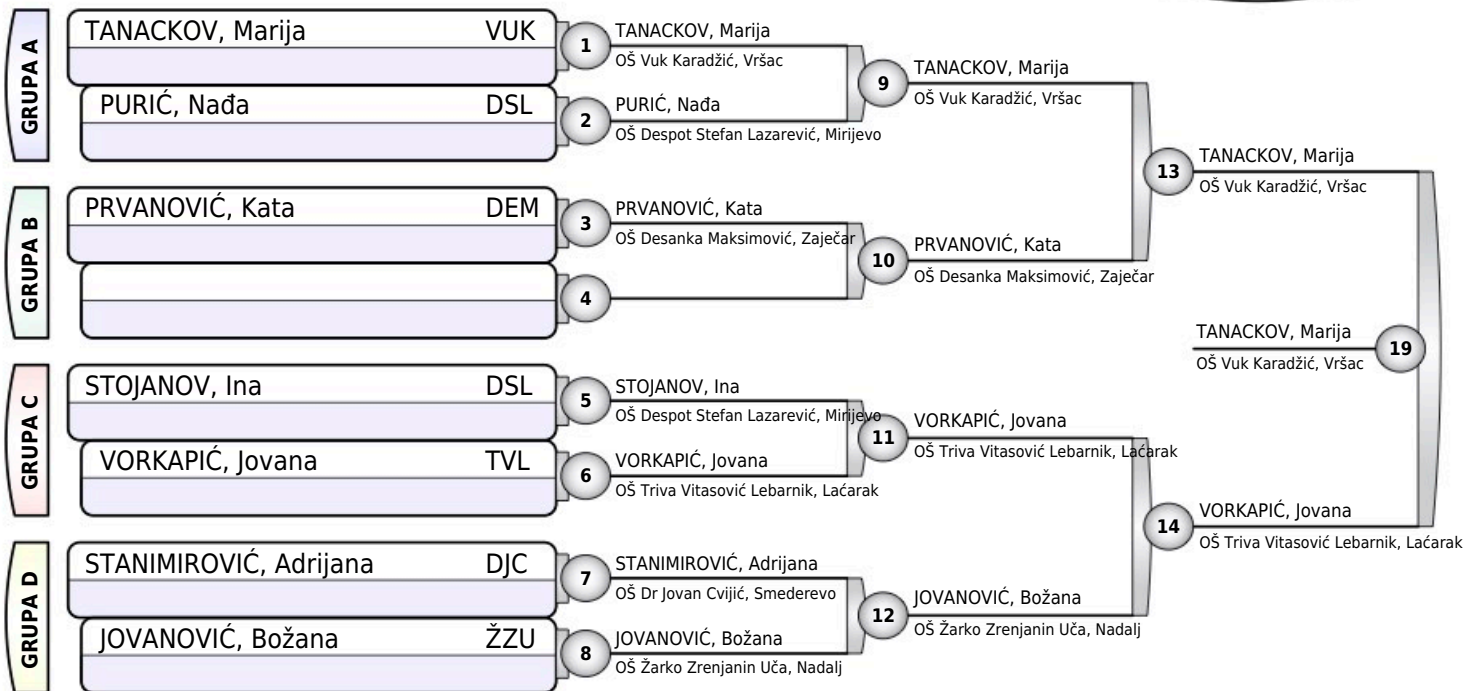 GRUPA A
TANACKOV, Marija VUK
PURIĆ, Nađa DSL
GRUPA B
PRVANOVIĆ, Kata DEM
GRUPA C
STOJANOV, Ina DSL
VORKAPIĆ, Jovana TVL
GRUPA D
STANIMIROVIĆ, Adrijana DJC
JOVANOVIĆ, Božana ŽZU
1
TANACKOV, Marija
OŠ Vuk Karadžić, Vršac
2
PURIĆ, Nađa
OŠ Despot Stefan Lazarević, Mirijevo
3
PRVANOVIĆ, Kata
OŠ Desanka Maksimović, Zaječar
4
5
STOJANOV, Ina
OŠ Despot Stefan Lazarević, Mirijevo
6
VORKAPIĆ, Jovana
OŠ Triva Vitasović Lebarnik, Laćarak
7
STANIMIROVIĆ, Adrijana
OŠ Dr Jovan Cvijić, Smederevo
8
JOVANOVIĆ, Božana
OŠ Žarko Zrenjanin Uča, Nadalj
9
TANACKOV, Marija
OŠ Vuk Karadžić, Vršac
10
PRVANOVIĆ, Kata
OŠ Desanka Maksimović, Zaječar
11
VORKAPIĆ, Jovana
OŠ Triva Vitasović Lebarnik, Laćarak
12
JOVANOVIĆ, Božana
OŠ Žarko Zrenjanin Uča, Nadalj
13
TANACKOV, Marija
OŠ Vuk Karadžić, Vršac
14
VORKAPIĆ, Jovana
OŠ Triva Vitasović Lebarnik, Laćarak
TANACKOV, Marija
OŠ Vuk Karadžić, Vršac
19